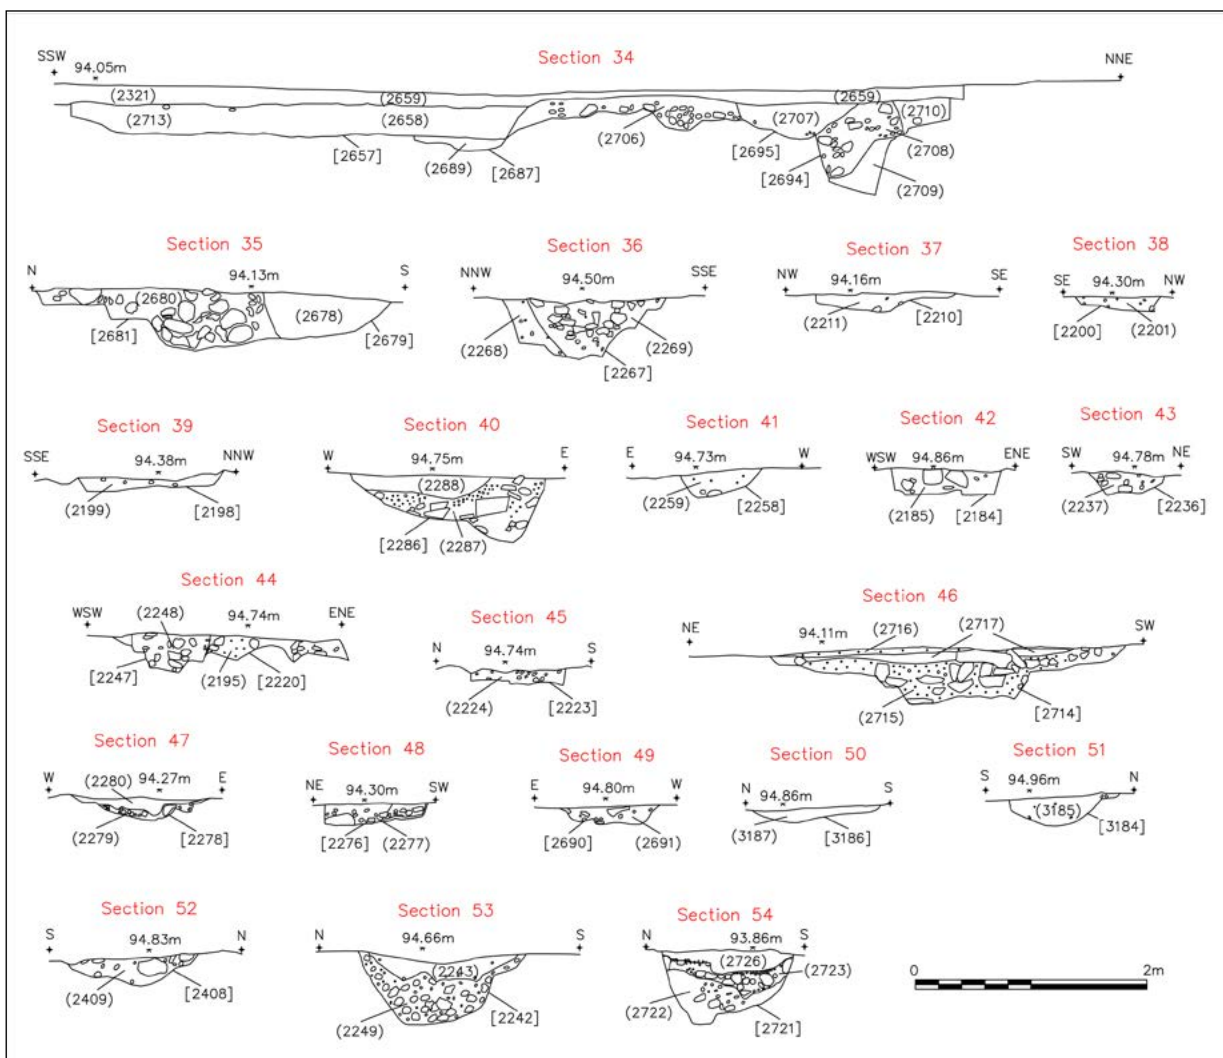 Section 34
SSW 94.05m NNE
(2321) (2659) (2659)
(2713) (2658) (2706) (2707) (2710)
[2657] (2689) [2687] [2695] [2694] (2708) (2709)
Section 35
N 94.13m S
(2680) (2678)
[2681] [2679]
Section 36
NNW 94.50m SSE
(2268) (2269)
[2267]
Section 37
NW 94.16m SE
(2211) [2210]
Section 38
SE 94.30m NW
[2200] (2201)
Section 39
SSE 94.38m NNW
(2199) [2198]
Section 40
W 94.75m E
(2288)
[2286] (2287)
Section 41
E 94.73m W
(2259) [2258]
Section 42
WSW 94.86m ENE
(2185) [2184]
Section 43
SW 94.78m NE
(2237) [2236]
Section 44
WSW (2248) 94.74m ENE
[2247] (2195) [2220]
Section 45
N 94.74m S
(2224) [2223]
Section 46
NE 94.11m (2716) (2717) SW
(2715) [2714]
Section 47
W (2280) 94.27m E
(2279) [2278]
Section 48
NE 94.30m SW
[2276] (2277)
Section 49
E 94.80m W
[2690] (2691)
Section 50
N 94.86m S
(3187) [3186]
Section 51
S 94.96m N
(3185) [3184]
Section 52
S 94.83m N
(2409) [2408]
Section 53
N 94.66m S
(2243)
(2249) [2242]
Section 54
N 93.86m S
(2726) (2723)
(2722) [2721]
0 2m